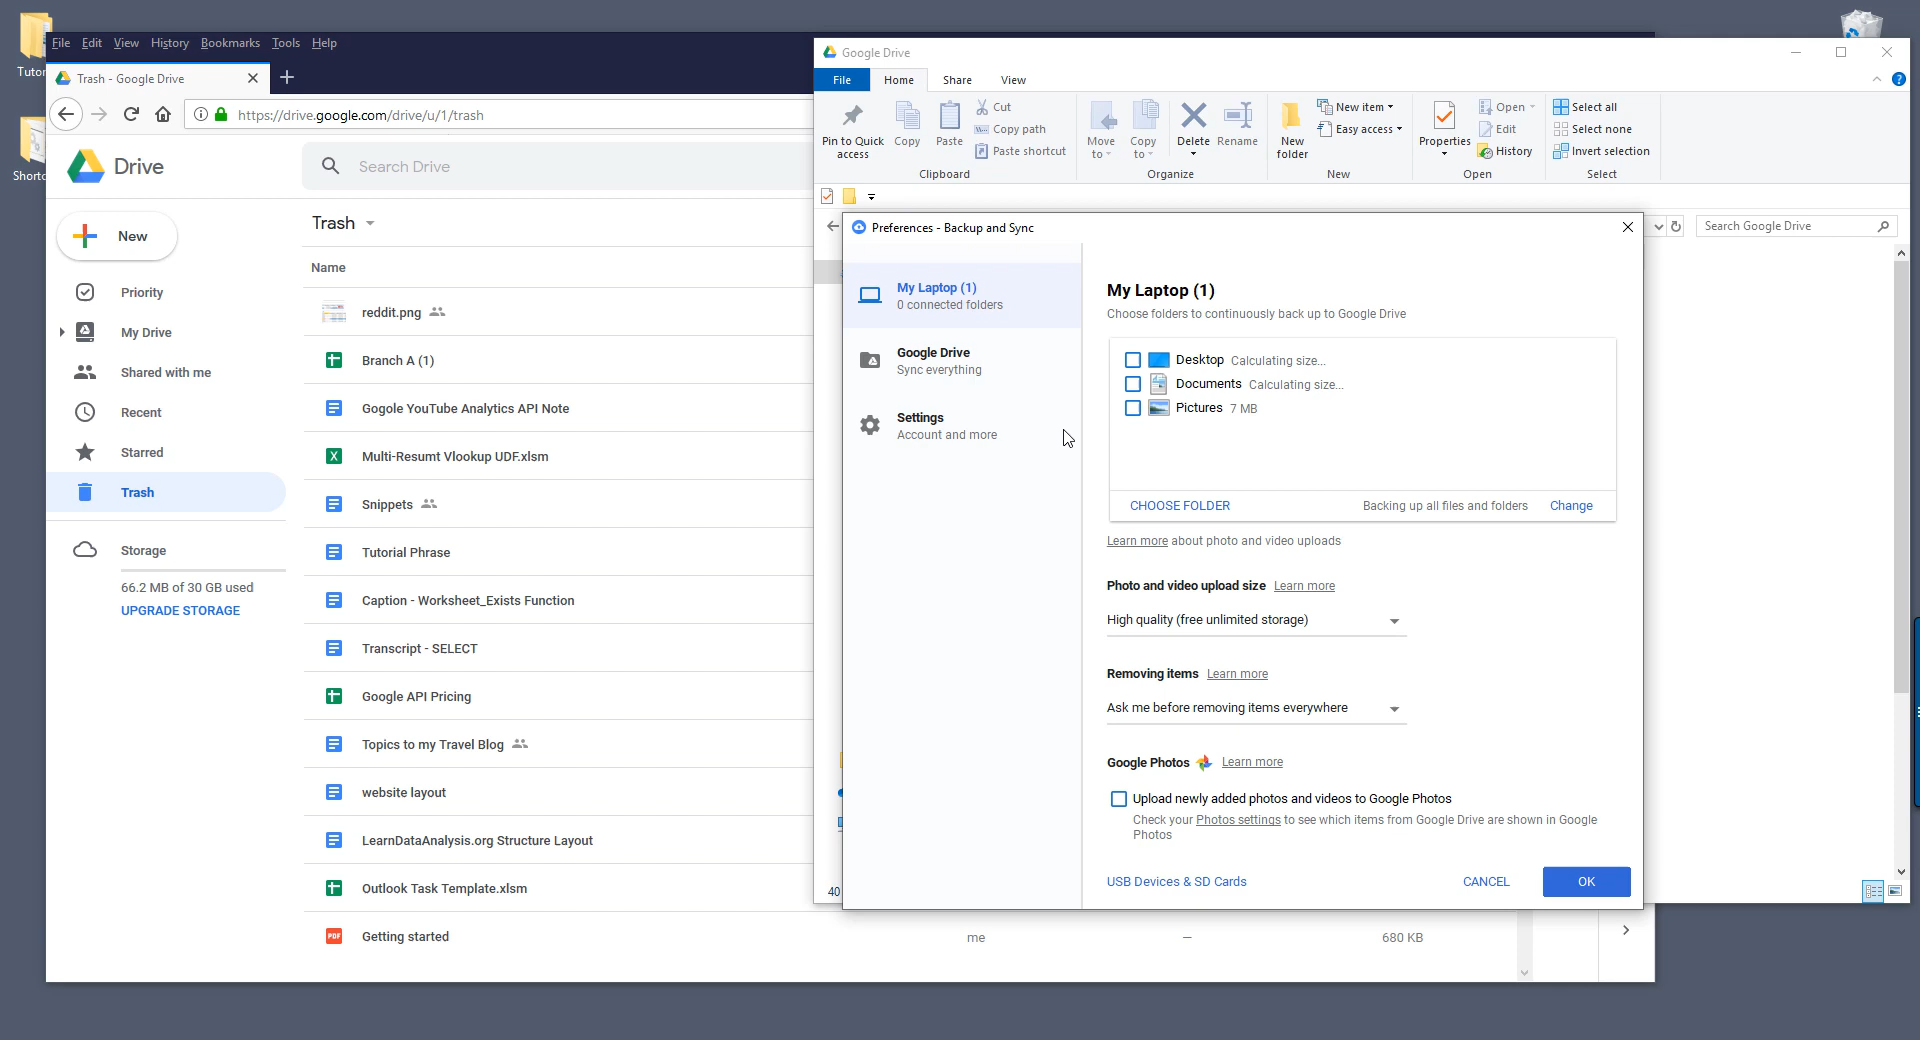 Tutor
Shortc
File Edit View History Bookmarks Tools Help
Trash - Google Drive
https://drive.google.com/drive/u/1/trash
Drive
Search Drive
New
Priority
My Drive
Shared with me
Recent
Starred
Trash
Storage
66.2 MB of 30 GB used
UPGRADE STORAGE
Trash
Name
reddit.png
Branch A (1)
Gogole YouTube Analytics API Note
Multi-Resumt Vlookup UDF.xlsm
Snippets
Tutorial Phrase
Caption - Worksheet_Exists Function
Transcript - SELECT
Google API Pricing
Topics to my Travel Blog
website layout
LearnDataAnalysis.org Structure Layout
Outlook Task Template.xlsm
PDF Getting started me — 680 KB
Google Drive
File Home Share View
Pin to Quick access
Copy
Paste
Cut
Copy path
Paste shortcut
Clipboard
Move to
Copy to
Delete
Rename
Organize
New folder
New item
Easy access
New
Properties
Open
Edit
History
Open
Select all
Select none
Invert selection
Select
Search Google Drive
40
Preferences - Backup and Sync
My Laptop (1)
0 connected folders
Google Drive
Sync everything
Settings
Account and more
My Laptop (1)
Choose folders to continuously back up to Google Drive
Desktop Calculating size...
Documents Calculating size...
Pictures 7 MB
CHOOSE FOLDER Backing up all files and folders Change
Learn more about photo and video uploads
Photo and video upload size Learn more
High quality (free unlimited storage)
Removing items Learn more
Ask me before removing items everywhere
Google Photos Learn more
Upload newly added photos and videos to Google Photos
Check your Photos settings to see which items from Google Drive are shown in Google
Photos
USB Devices & SD Cards CANCEL OK